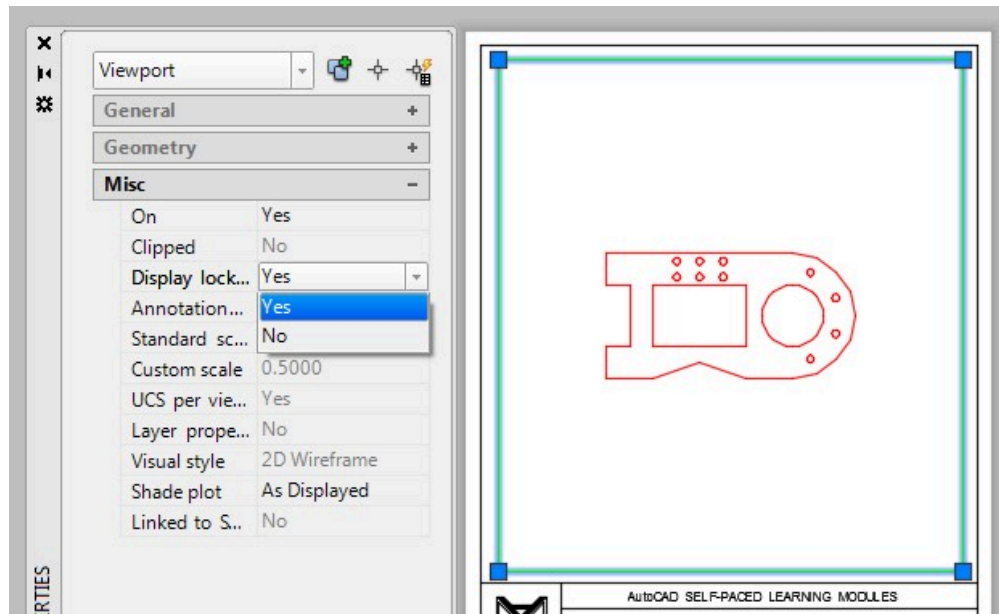 Viewport
General
Geometry
Misc
On Yes
Clipped No
Display lock... Yes
Annotation... Yes
Standard sc... No
Custom scale 0.5000
UCS per vie... Yes
Layer prope... No
Visual style 2D Wireframe
Shade plot As Displayed
Linked to S... No
RTIES
AutoCAD SELF-PACED LEARNING MODULES